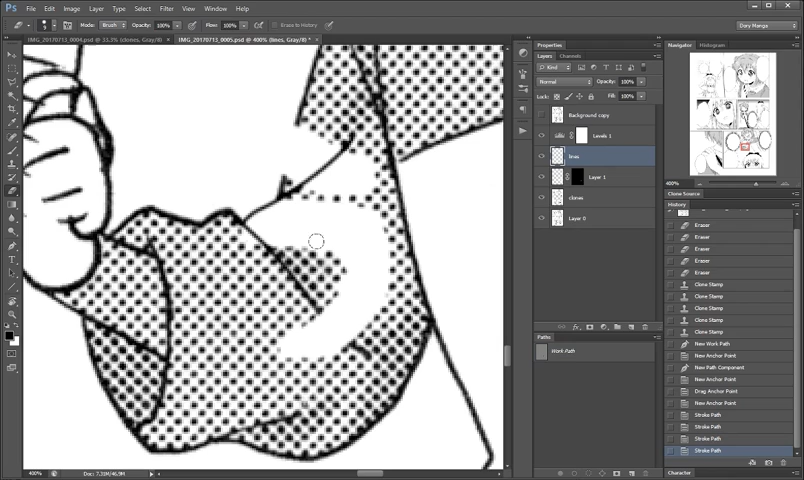 Ps File Edit Image Layer Type Select Filter View Window Help
Mode: Brush Opacity: 100% Flow: 100% Erase to History Dory Manga
IMG_20170713_0004.psd @ 33.3% (clones, Gray/8) × IMG_20170713_0005.psd @ 400% (lines, Gray/8) * ×
Properties
Layers Channels
Kind
Normal Opacity: 100%
Lock: Fill: 100%
Background copy
Levels 1
lines
Layer 1
clones
Layer 0
Paths
Work Path
Navigator Histogram
400%
Clone Source
History
Eraser
Eraser
Eraser
Eraser
Eraser
Clone Stamp
Clone Stamp
Clone Stamp
Clone Stamp
Clone Stamp
New Work Path
New Anchor Point
New Path Component
New Anchor Point
Drag Anchor Point
New Anchor Point
Stroke Path
Stroke Path
Stroke Path
Stroke Path
Character
400% Doc: 7.31M/46.9M